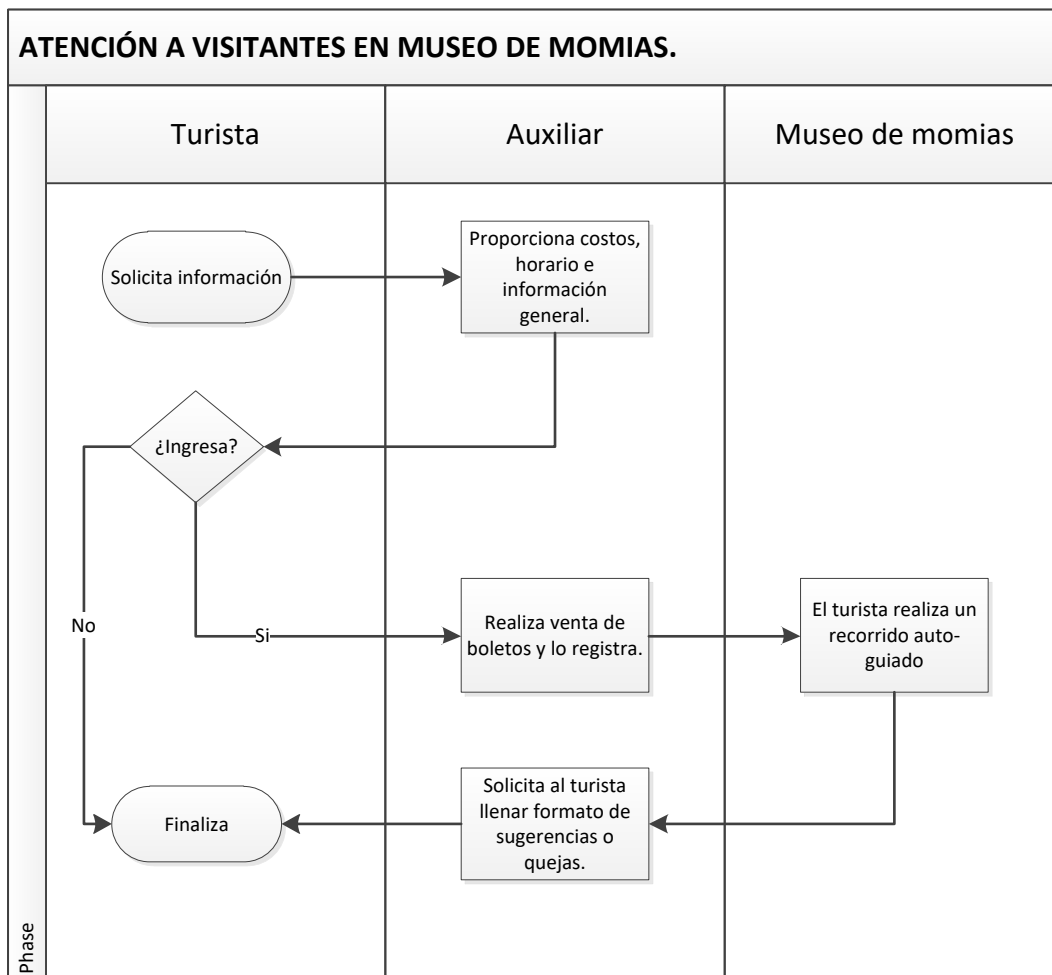 ATENCIÓN A VISITANTES EN MUSEO DE MOMIAS.
Turista
Auxiliar
Museo de momias
Solicita información
Proporciona costos,
horario e
información
general.
¿Ingresa?
No
Si
Realiza venta de
boletos y lo registra.
El turista realiza un
recorrido auto-
guiado
Solicita al turista
llenar formato de
sugerencias o
quejas.
Finaliza
Phase